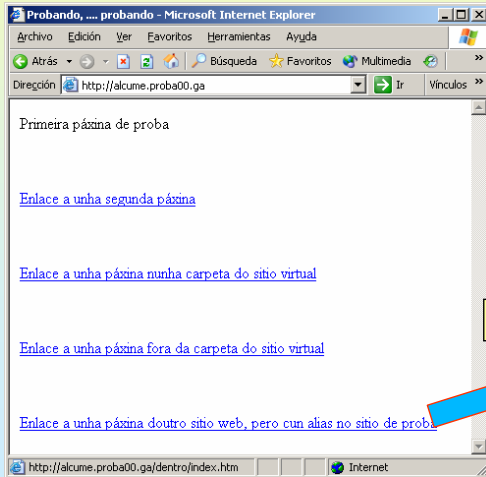 Probando, .... probando - Microsoft Internet Explorer
Archivo Edición Ver Favoritos Herramientas Ayuda
Atrás Búsqueda Favoritos Multimedia »
Dirección http://alcume.proba00.ga Ir Vínculos »
Primeira páxina de proba
Enlace a unha segunda páxina
Enlace a unha páxina nunha carpeta do sitio virtual
Enlace a unha páxina fora da carpeta do sitio virtual
Enlace a unha páxina doutro sitio web, pero cun alias no sitio de proba
http://alcume.proba00.ga/dentro/index.htm Internet